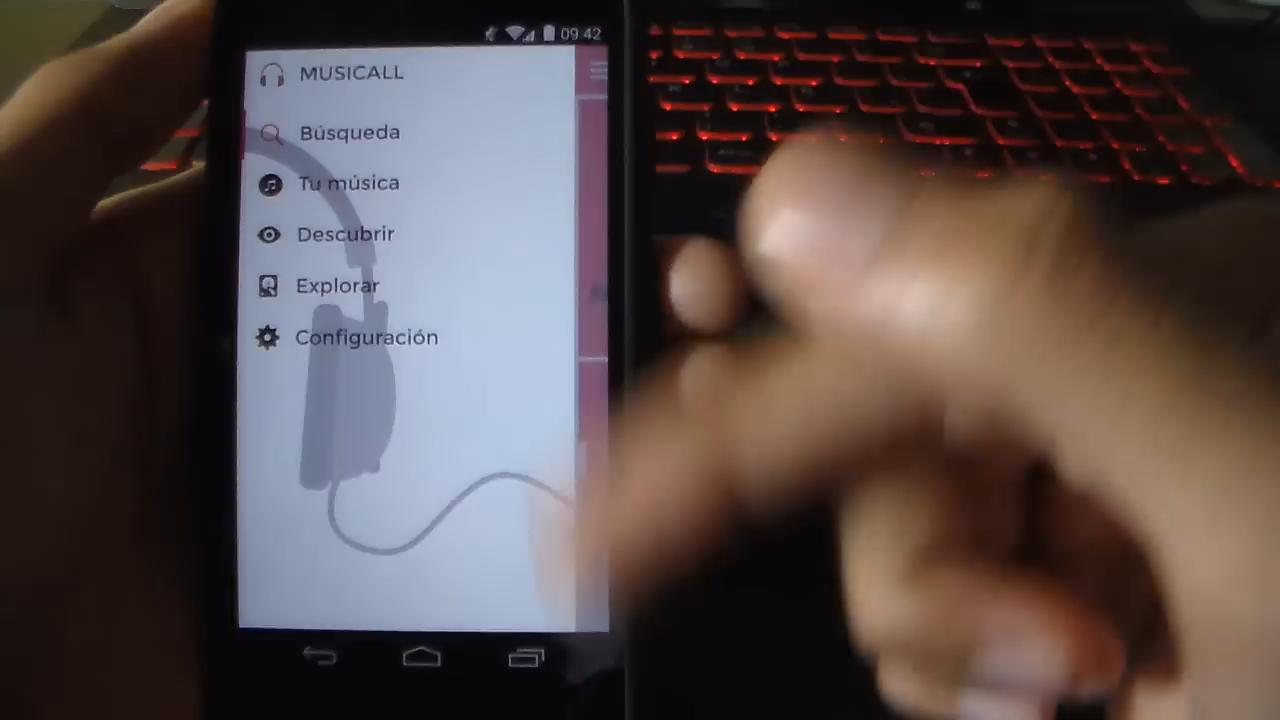 09:42
MUSICALL
Búsqueda
Tu música
Descubrir
Explorar
Configuración